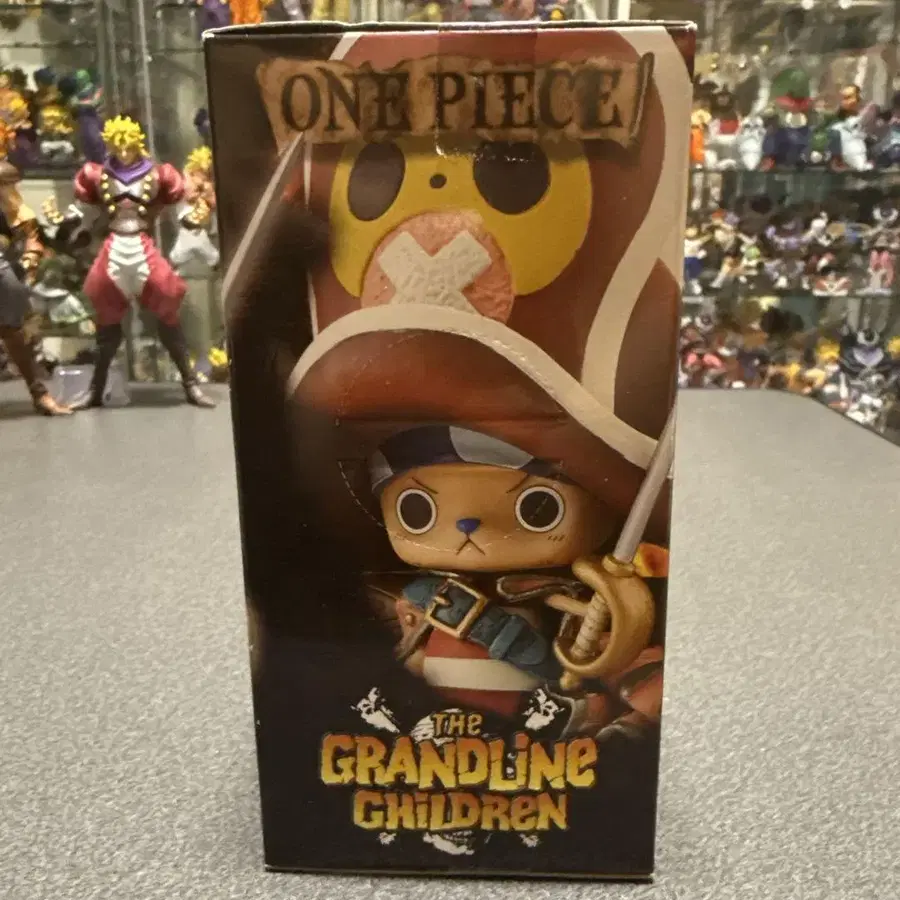 ONE PIECE
THE
GRANDLINE
CHILDREN